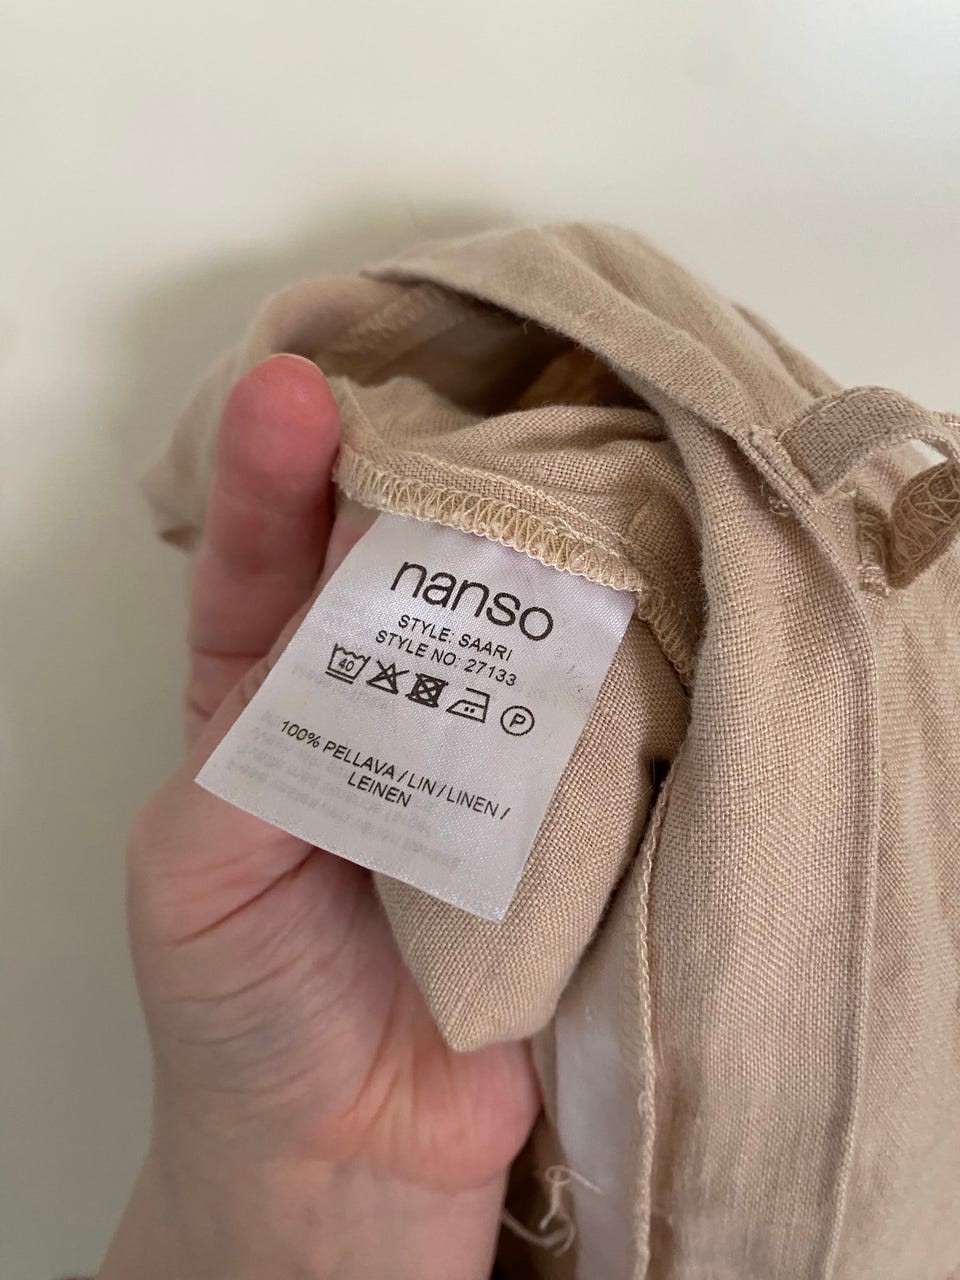 nanso
STYLE: SAARI
STYLE NO: 27133
40 P
100% PELLAVA / LIN / LINEN /
LEINEN